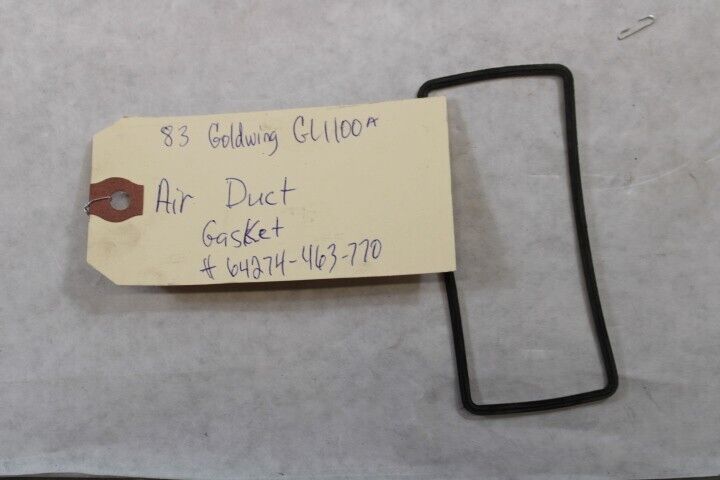 83 Goldwing GL1100A
Air Duct
Gasket
# 64274-463-770